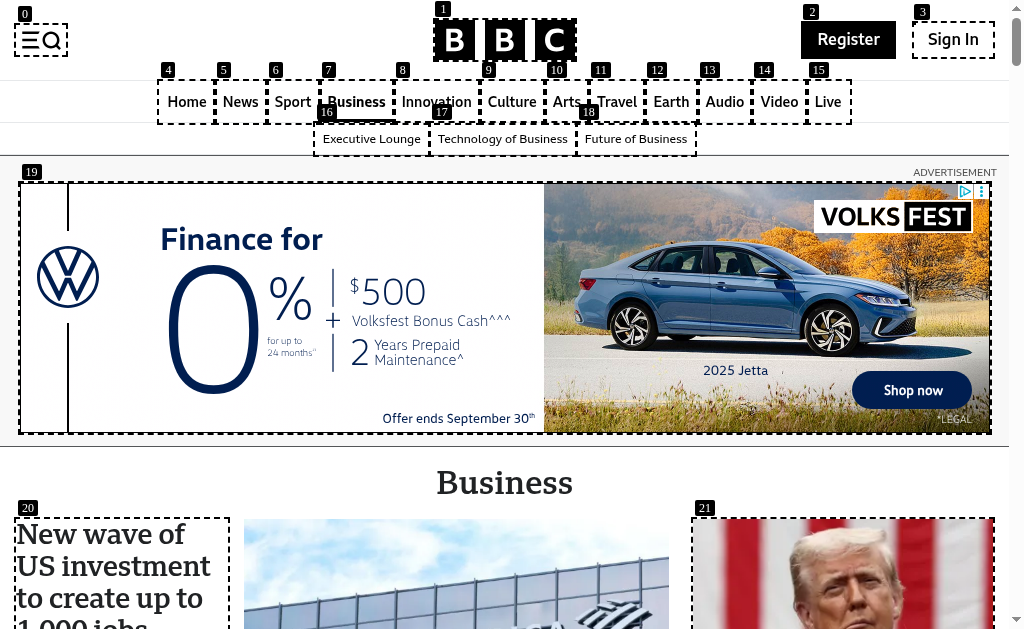 0
1
2
3
BBC
Register
Sign In
4
5
6
7
8
9
10
11
12
13
14
15
Home
News
Sport
Business
Innovation
Culture
Arts
Travel
Earth
Audio
Video
Live
16
17
18
Executive Lounge
Technology of Business
Future of Business
19
ADVERTISEMENT
Finance for
0% for up to 24 months^^
+
$500
Volksfest Bonus Cash^^^
2 Years Prepaid Maintenance^
Offer ends September 30th
VOLKSFEST
2025 Jetta
Shop now
*LEGAL
Business
20
21
New wave of
US investment
to create up to
1,000 jobs